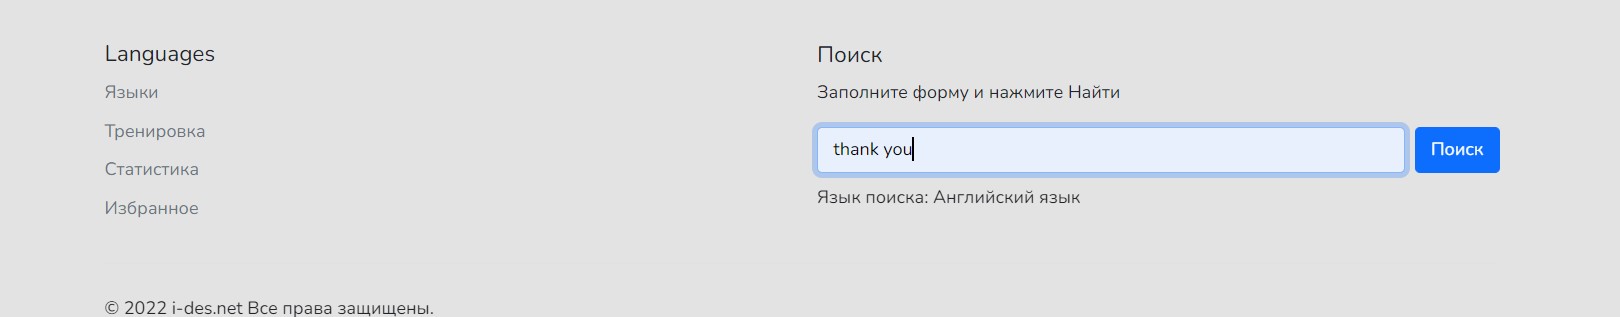 Languages
Языки
Тренировка
Статистика
Избранное
Поиск
Заполните форму и нажмите Найти
thank you
Поиск
Язык поиска: Английский язык
© 2022 i-des.net Все права защищены.